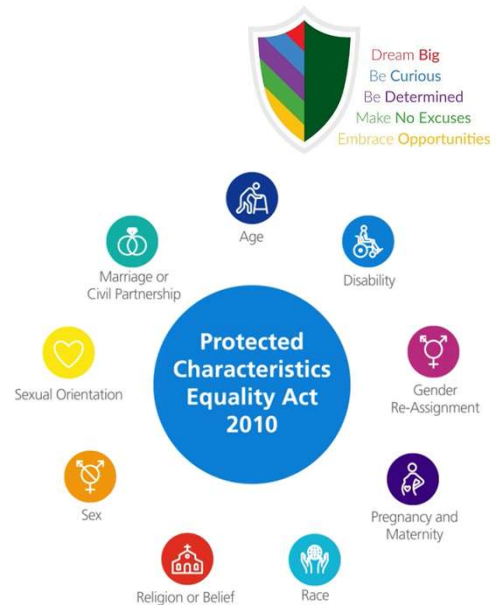 Dream Big
Be Curious
Be Determined
Make No Excuses
Embrace Opportunities
Age
Disability
Marriage or
Civil Partnership
Protected
Characteristics
Equality Act
2010
Sexual Orientation
Gender
Re-Assignment
Sex
Pregnancy and
Maternity
Religion or Belief
Race